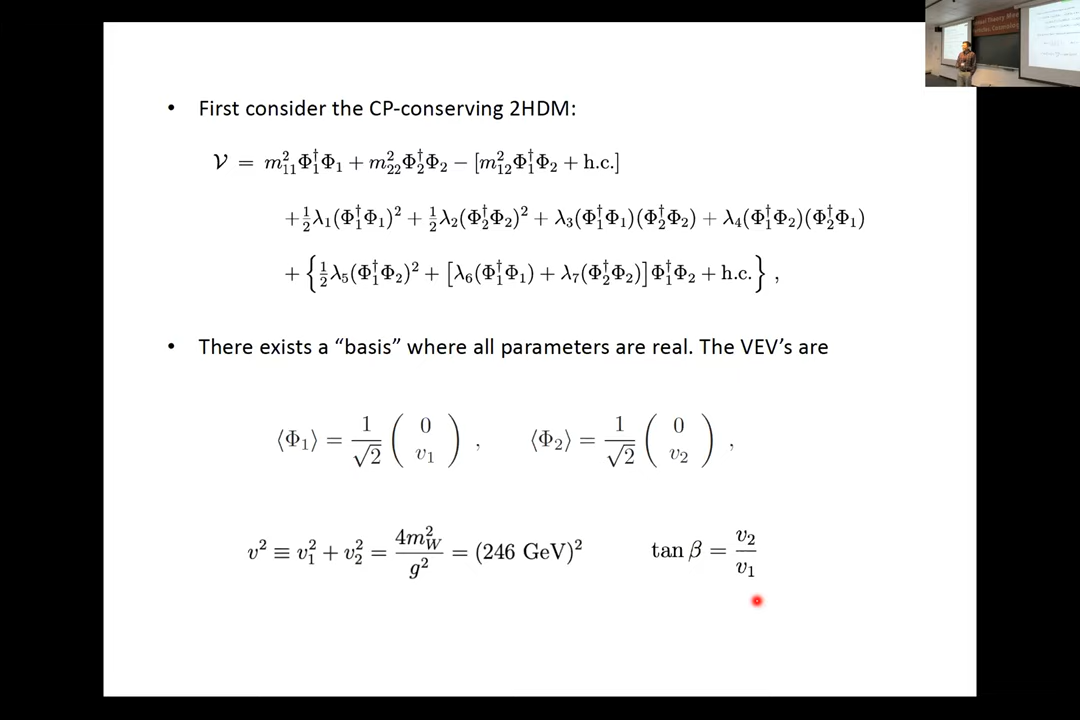 • First consider the CP-conserving 2HDM:
𝒱 = m₁₁²Φ₁†Φ₁ + m₂₂²Φ₂†Φ₂ − [m₁₂²Φ₁†Φ₂ + h.c.]
+½λ₁(Φ₁†Φ₁)² + ½λ₂(Φ₂†Φ₂)² + λ₃(Φ₁†Φ₁)(Φ₂†Φ₂) + λ₄(Φ₁†Φ₂)(Φ₂†Φ₁)
+ {½λ₅(Φ₁†Φ₂)² + [λ₆(Φ₁†Φ₁) + λ₇(Φ₂†Φ₂)]Φ₁†Φ₂ + h.c.} ,
• There exists a “basis” where all parameters are real. The VEV’s are
⟨Φ₁⟩ = 1/√2 ( 0 v₁ ) , ⟨Φ₂⟩ = 1/√2 ( 0 v₂ ) ,
v² ≡ v₁² + v₂² = 4m_W²/g² = (246 GeV)² tan β = v₂/v₁